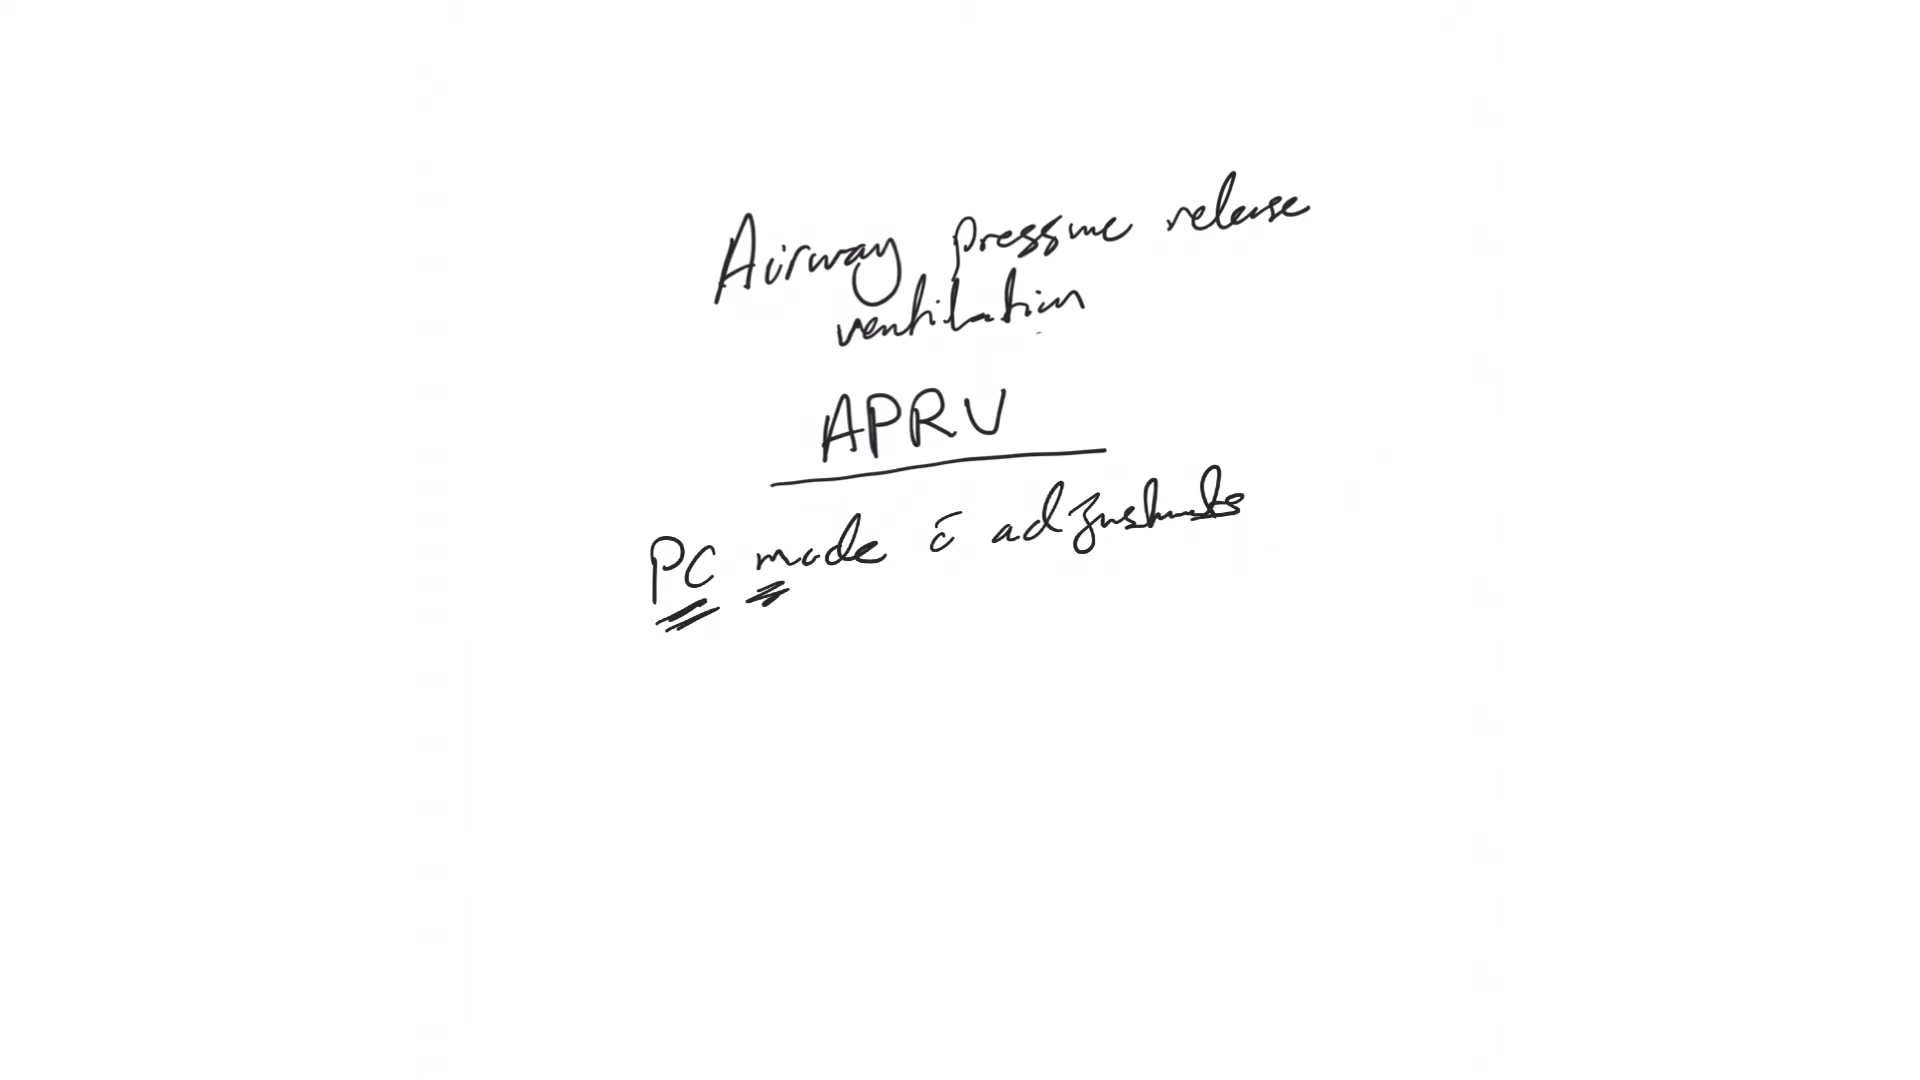 Airway pressure release
ventilation
APRV
PC mode c̄ adjustments